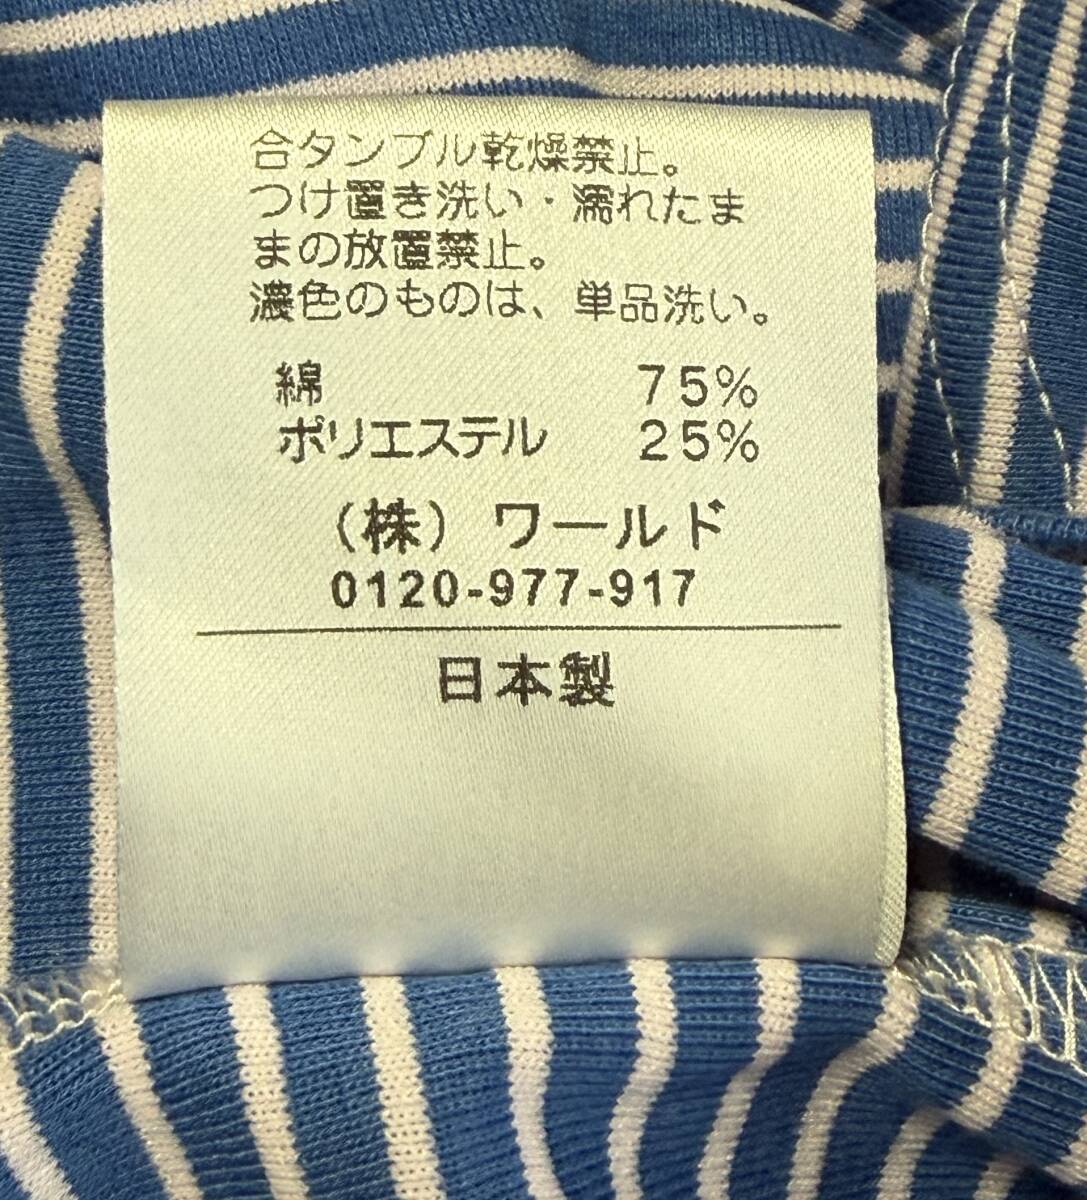 合タンブル乾燥禁止。
つけ置き洗い・濡れたま
まの放置禁止。
濃色のものは、単品洗い。
綿 75%
ポリエステル 25%
(株) ワールド
0120-977-917
日本製